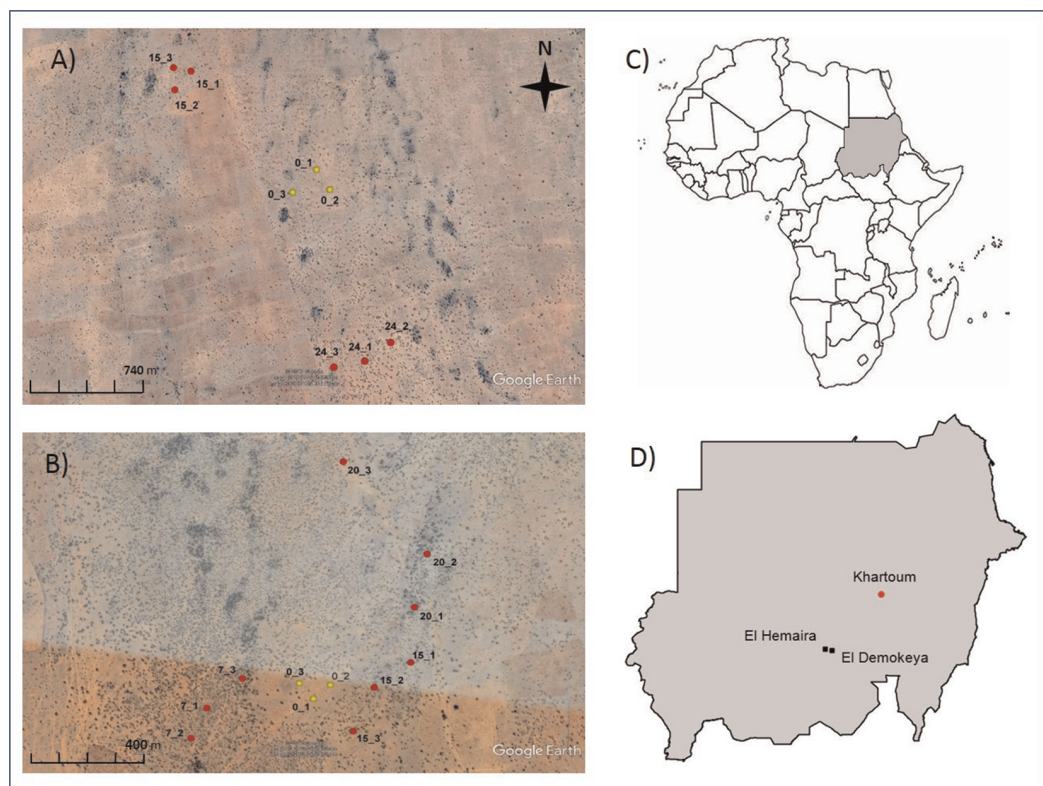 A)
N
15_3
15_1
15_2
0_1
0_3
0_2
24_2
24_1
24_3
740 m
Google Earth
B)
20_3
20_2
20_1
15_1
7_3
0_3
0_2
15_2
7_1
0_1
15_3
7_2
400 m
Google Earth
C)
D)
Khartoum
El Hemaira
El Demokeya